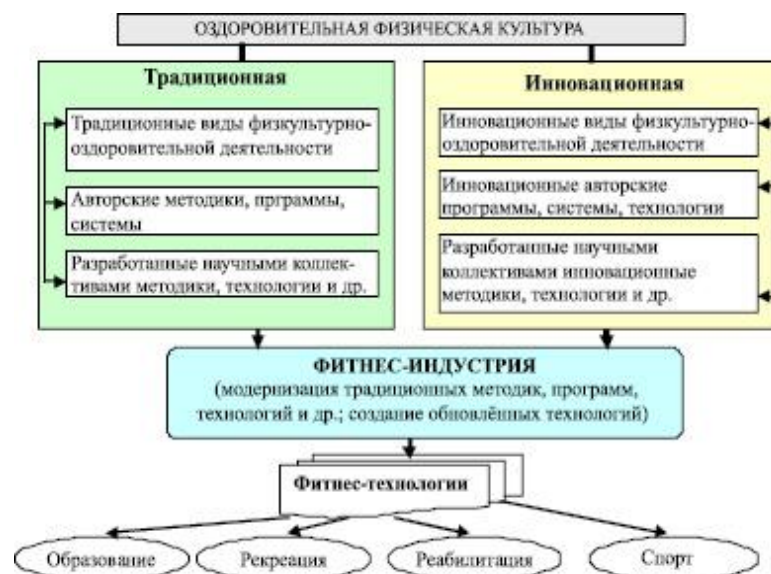 ОЗДОРОВИТЕЛЬНАЯ ФИЗИЧЕСКАЯ КУЛЬТУРА
Традиционная
Традиционные виды физкультурно-
оздоровительной деятельности
Авторские методики, прграммы,
системы
Разработанные научными коллек-
тивами методики, технологии и др.
Инновационная
Инновационные виды физкультурно-
оздоровительной деятельности
Инновационные авторские
программы, системы, технологии
Разработанные научными
коллективами инновационные
методики, технологии и др.
ФИТНЕС-ИНДУСТРИЯ
(модернизация традиционных методик, программ,
технологий и др.; создание обновлённых технологий)
Фитнес-технологии
Образование
Рекреация
Реабилитация
Спорт